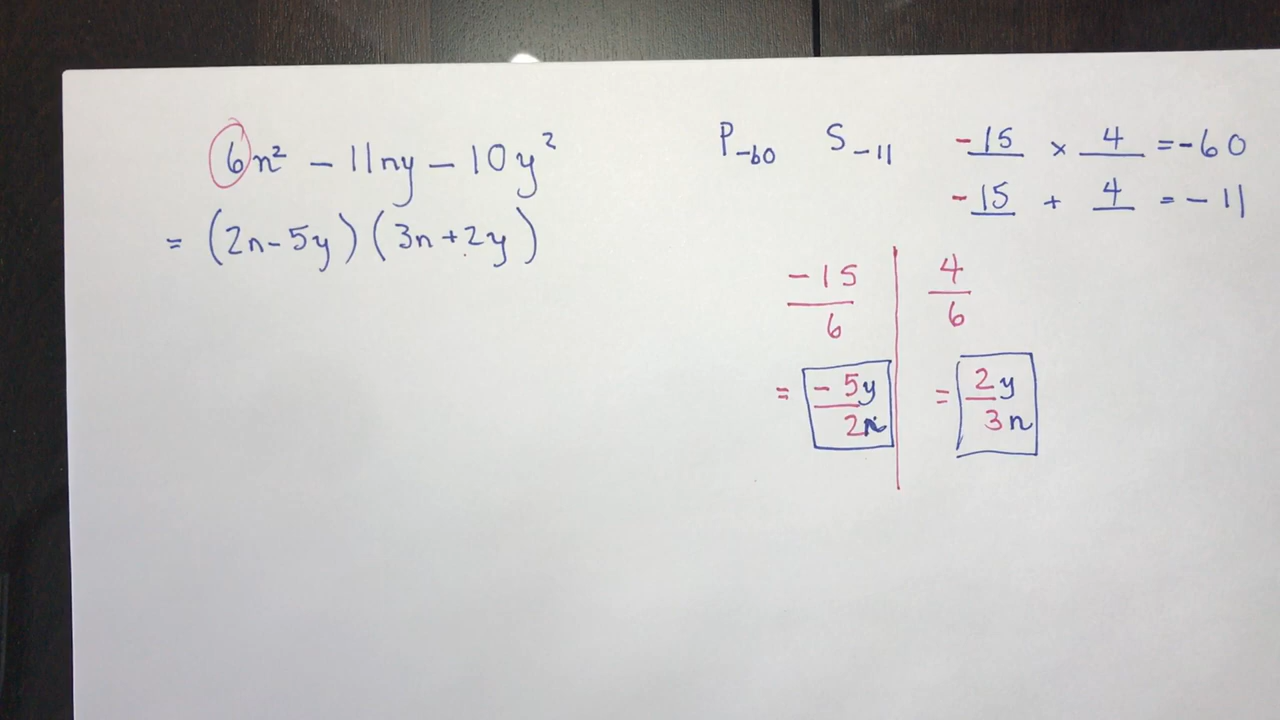 6n² - 11ny - 10y²
= (2n - 5y)(3n + 2y)
P₋₆₀ S₋₁₁
-15 × 4 = -60
-15 + 4 = -11
-15/6 | 4/6
= -5y/2n | = 2y/3n